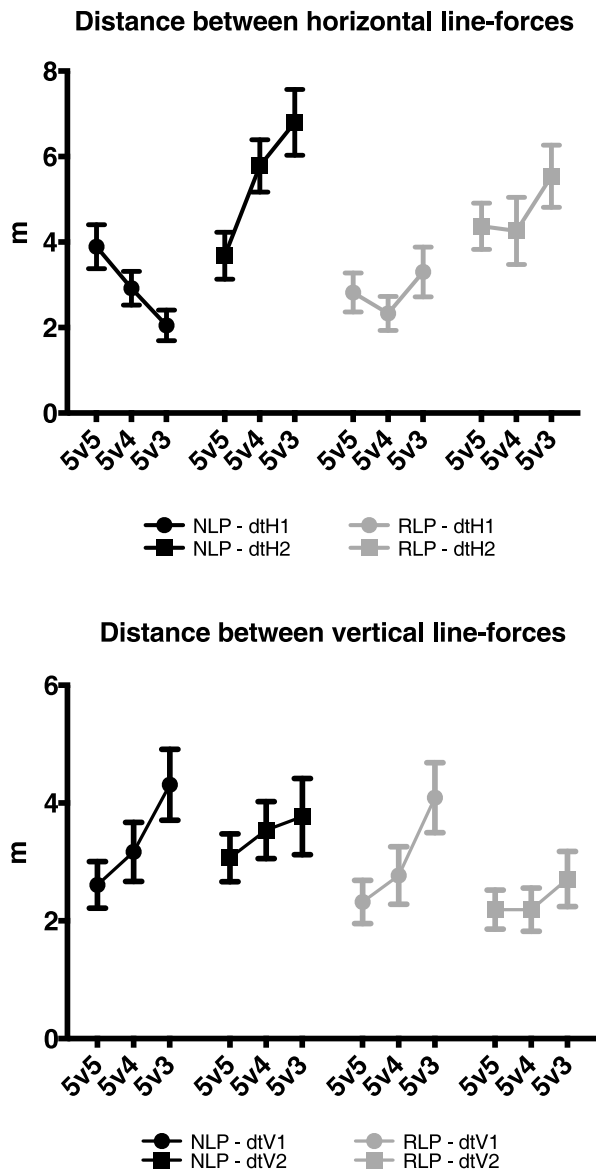 Distance between horizontal line-forces
8
6
4
2
0
m
5v5 5v4 5v3 5v5 5v4 5v3 5v5 5v4 5v3 5v5 5v4 5v3
NLP - dtH1 RLP - dtH1
NLP - dtH2 RLP - dtH2
Distance between vertical line-forces
6
4
2
0
m
5v5 5v4 5v3 5v5 5v4 5v3 5v5 5v4 5v3 5v5 5v4 5v3
NLP - dtV1 RLP - dtV1
NLP - dtV2 RLP - dtV2